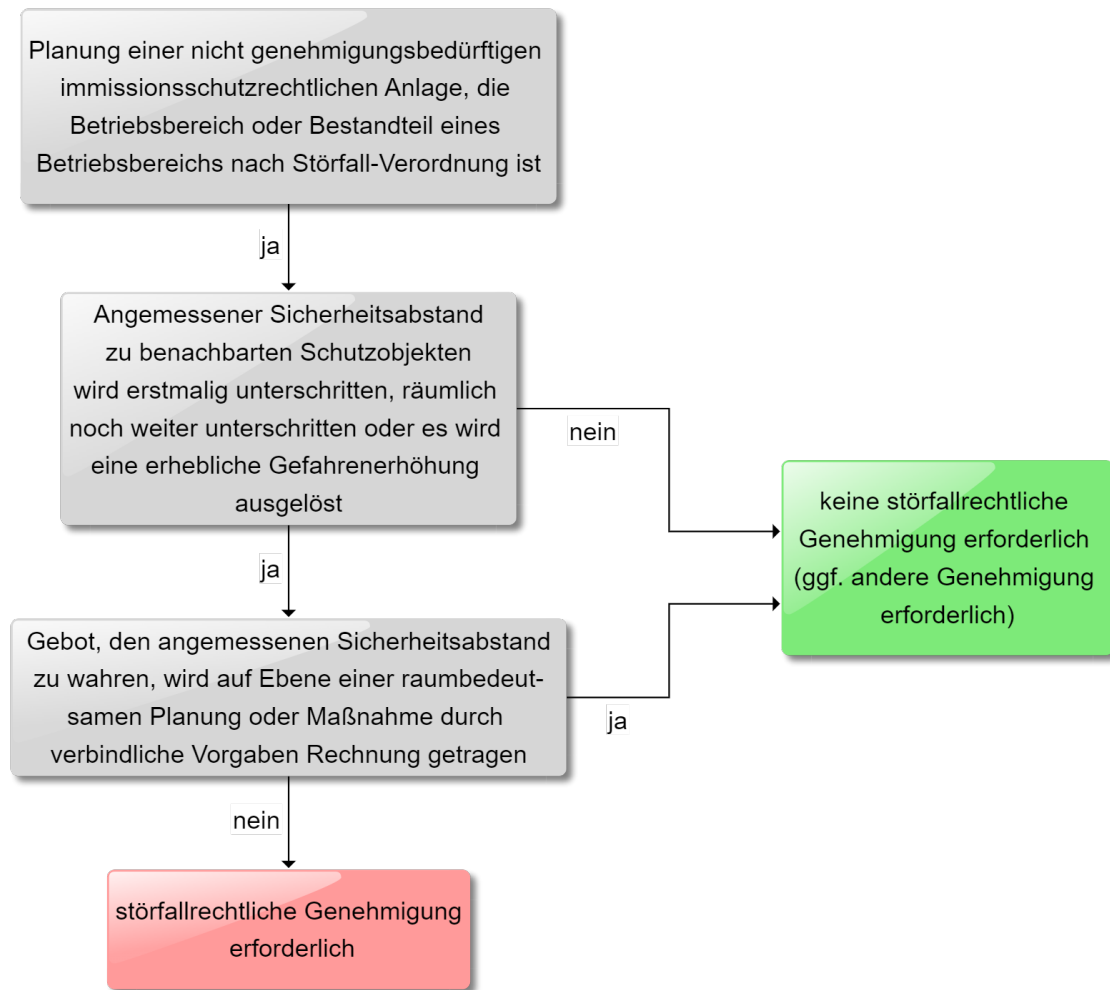 Planung einer nicht genehmigungsbedürftigen
immissionsschutzrechtlichen Anlage, die
Betriebsbereich oder Bestandteil eines
Betriebsbereichs nach Störfall-Verordnung ist
ja
Angemessener Sicherheitsabstand
zu benachbarten Schutzobjekten
wird erstmalig unterschritten, räumlich
noch weiter unterschritten oder es wird
eine erhebliche Gefahrenerhöhung
ausgelöst
nein
keine störfallrechtliche
Genehmigung erforderlich
(ggf. andere Genehmigung
erforderlich)
ja
Gebot, den angemessenen Sicherheitsabstand
zu wahren, wird auf Ebene einer raumbedeut-
samen Planung oder Maßnahme durch
verbindliche Vorgaben Rechnung getragen
ja
nein
störfallrechtliche Genehmigung
erforderlich